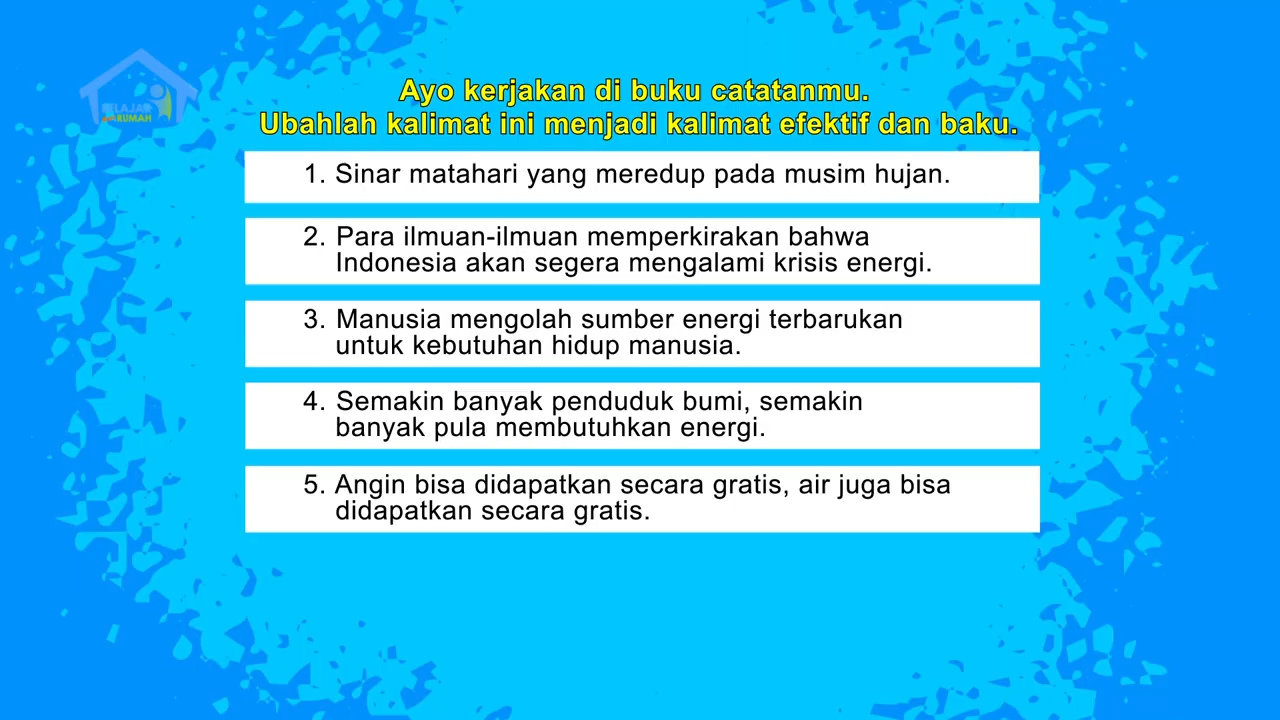 BELAJAR
dari RUMAH
Ayo kerjakan di buku catatanmu.
Ubahlah kalimat ini menjadi kalimat efektif dan baku.
1. Sinar matahari yang meredup pada musim hujan.
2. Para ilmuan-ilmuan memperkirakan bahwa
Indonesia akan segera mengalami krisis energi.
3. Manusia mengolah sumber energi terbarukan
untuk kebutuhan hidup manusia.
4. Semakin banyak penduduk bumi, semakin
banyak pula membutuhkan energi.
5. Angin bisa didapatkan secara gratis, air juga bisa
didapatkan secara gratis.